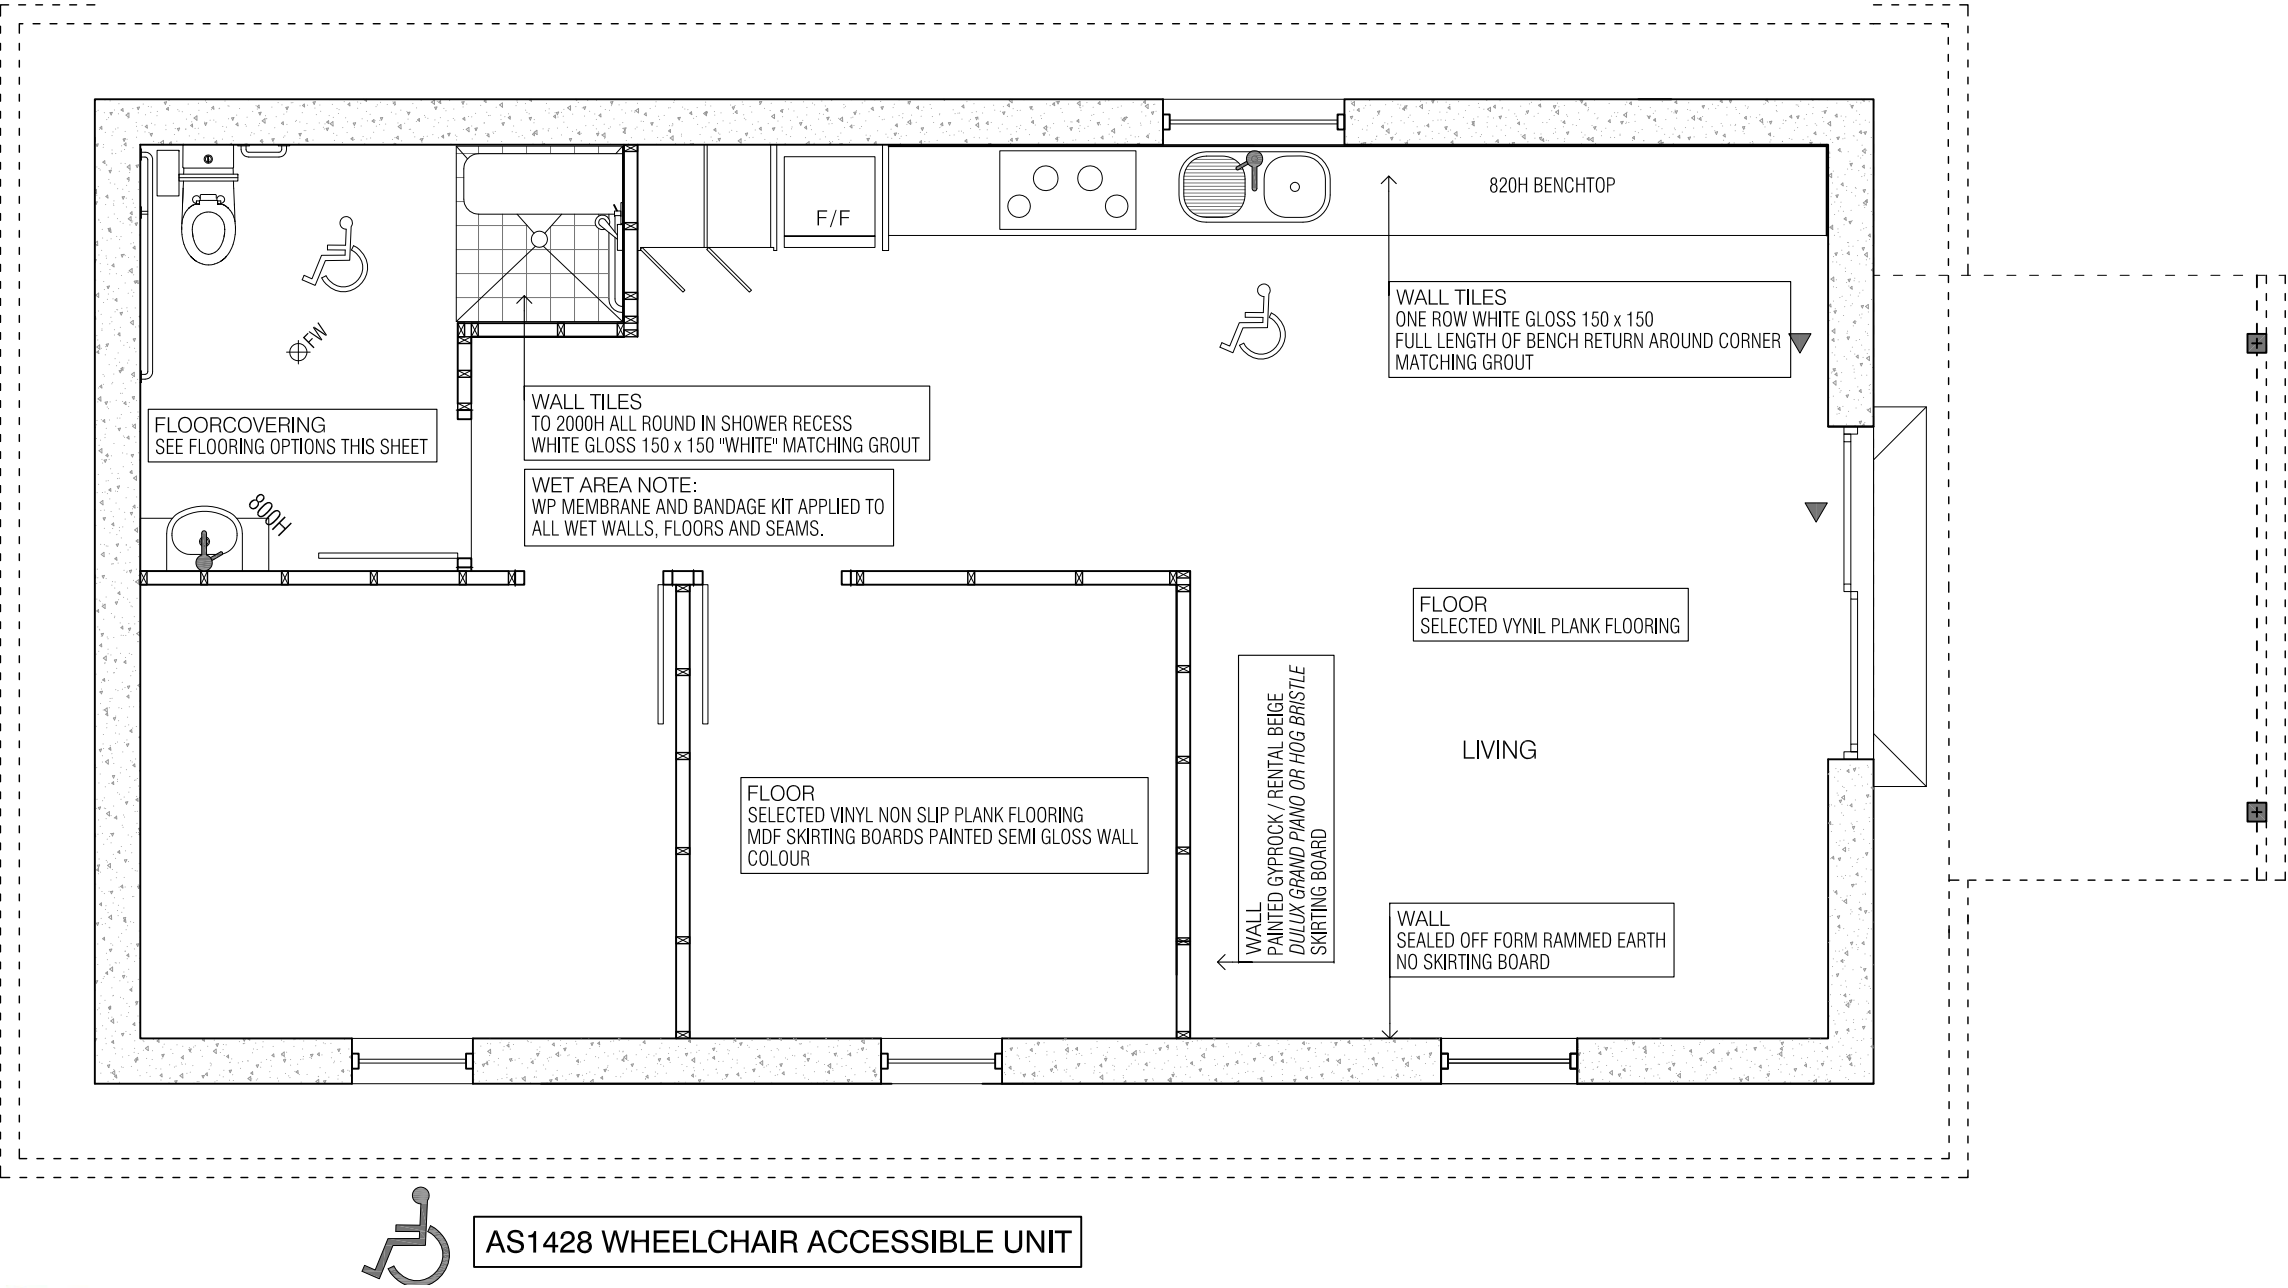 820H BENCHTOP
F/F
WALL TILES
ONE ROW WHITE GLOSS 150 x 150
FULL LENGTH OF BENCH RETURN AROUND CORNER
MATCHING GROUT
FW
WALL TILES
TO 2000H ALL ROUND IN SHOWER RECESS
WHITE GLOSS 150 x 150 "WHITE" MATCHING GROUT
FLOORCOVERING
SEE FLOORING OPTIONS THIS SHEET
WET AREA NOTE:
WP MEMBRANE AND BANDAGE KIT APPLIED TO
ALL WET WALLS, FLOORS AND SEAMS.
800H
FLOOR
SELECTED VYNIL PLANK FLOORING
WALL
PAINTED GYPROCK / RENTAL BEIGE
DULUX GRAND PIANO OR HOG BRISTLE
SKIRTING BOARD
LIVING
FLOOR
SELECTED VINYL NON SLIP PLANK FLOORING
MDF SKIRTING BOARDS PAINTED SEMI GLOSS WALL
COLOUR
WALL
SEALED OFF FORM RAMMED EARTH
NO SKIRTING BOARD
AS1428 WHEELCHAIR ACCESSIBLE UNIT